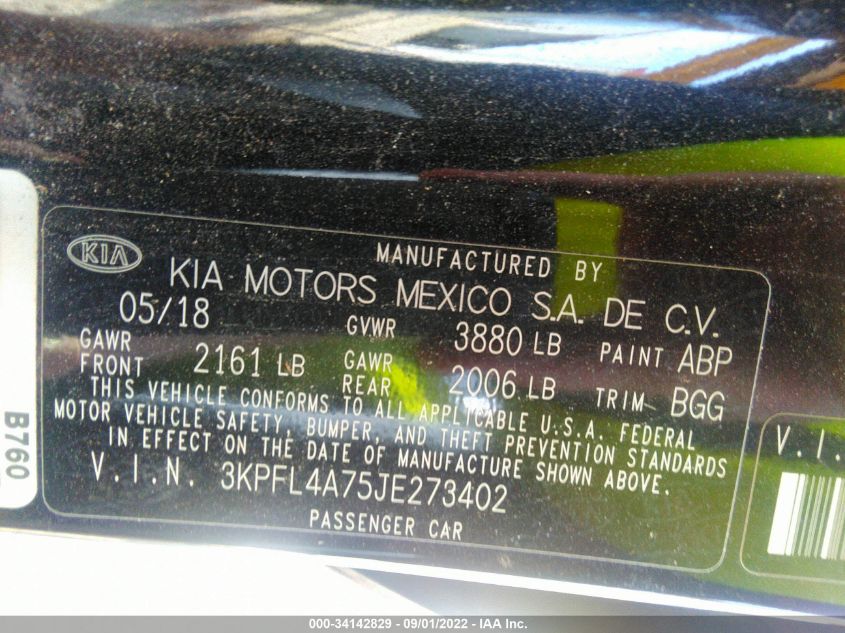 KIA
MANUFACTURED BY
KIA MOTORS MEXICO S.A. DE C.V.
05/18 GVWR 3880 LB PAINT ABP
GAWR FRONT 2161 LB GAWR REAR 2006 LB TRIM BGG
THIS VEHICLE CONFORMS TO ALL APPLICABLE U.S.A. FEDERAL
MOTOR VEHICLE SAFETY, BUMPER, AND THEFT PREVENTION STANDARDS
IN EFFECT ON THE DATE OF MANUFACTURE SHOWN ABOVE.
V.I.N. 3KPFL4A75JE273402
PASSENGER CAR
B760
V.I.
000-34142829 - 09/01/2022 - IAA Inc.